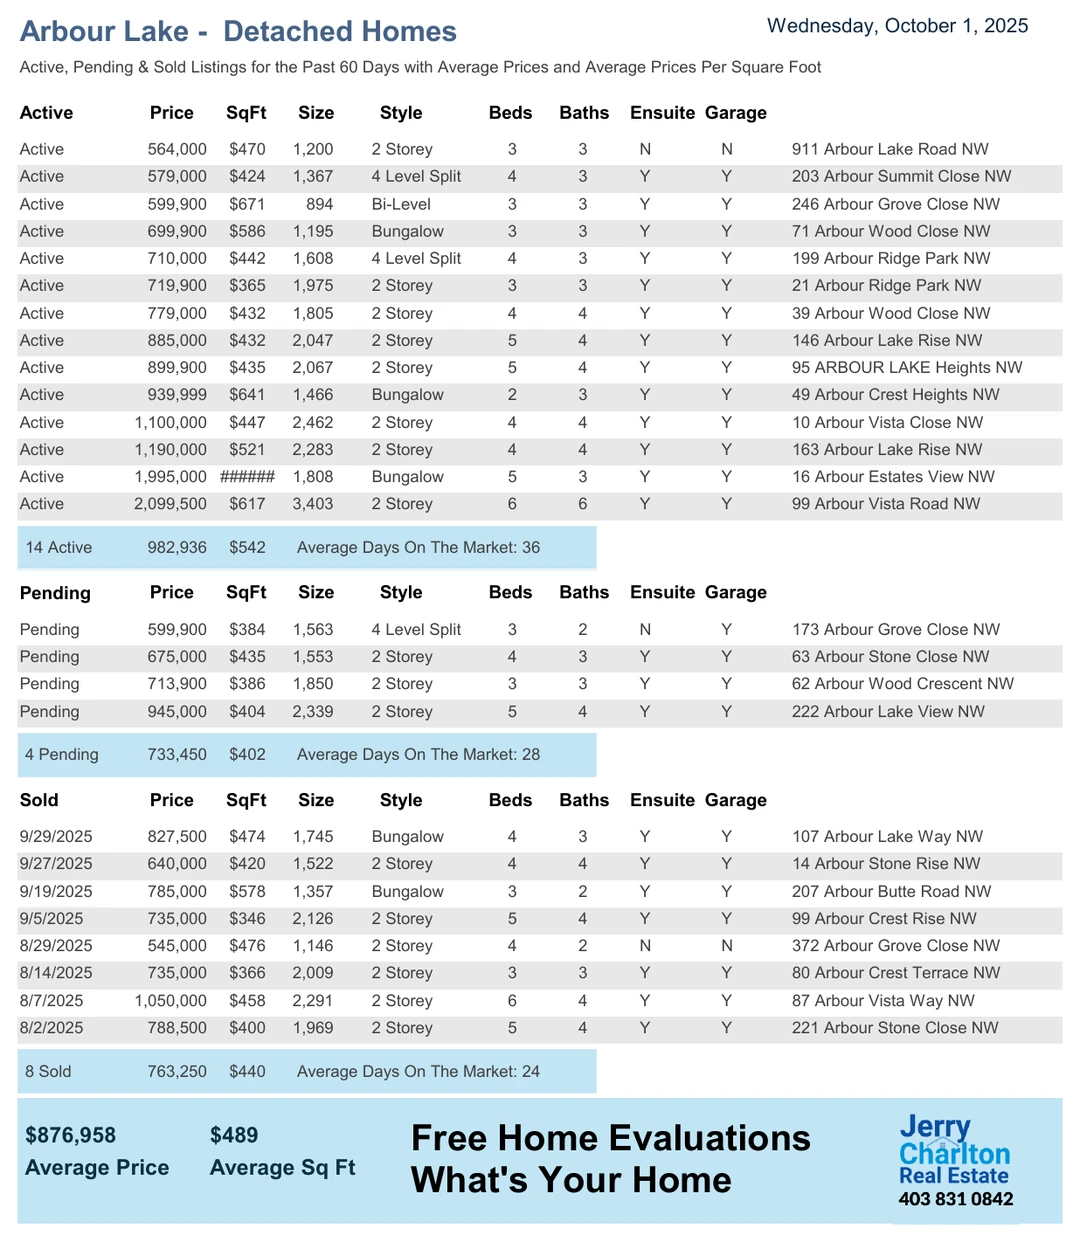 Arbour Lake - Detached Homes
Wednesday, October 1, 2025
Active, Pending & Sold Listings for the Past 60 Days with Average Prices and Average Prices Per Square Foot
Active Price SqFt Size Style Beds Baths Ensuite Garage
Active 564,000 $470 1,200 2 Storey 3 3 N N 911 Arbour Lake Road NW
Active 579,000 $424 1,367 4 Level Split 4 3 Y Y 203 Arbour Summit Close NW
Active 599,900 $671 894 Bi-Level 3 3 Y Y 246 Arbour Grove Close NW
Active 699,900 $586 1,195 Bungalow 3 3 Y Y 71 Arbour Wood Close NW
Active 710,000 $442 1,608 4 Level Split 4 3 Y Y 199 Arbour Ridge Park NW
Active 719,900 $365 1,975 2 Storey 3 3 Y Y 21 Arbour Ridge Park NW
Active 779,000 $432 1,805 2 Storey 4 4 Y Y 39 Arbour Wood Close NW
Active 885,000 $432 2,047 2 Storey 5 4 Y Y 146 Arbour Lake Rise NW
Active 899,900 $435 2,067 2 Storey 5 4 Y Y 95 ARBOUR LAKE Heights NW
Active 939,999 $641 1,466 Bungalow 2 3 Y Y 49 Arbour Crest Heights NW
Active 1,100,000 $447 2,462 2 Storey 4 4 Y Y 10 Arbour Vista Close NW
Active 1,190,000 $521 2,283 2 Storey 4 4 Y Y 163 Arbour Lake Rise NW
Active 1,995,000 ###### 1,808 Bungalow 5 3 Y Y 16 Arbour Estates View NW
Active 2,099,500 $617 3,403 2 Storey 6 6 Y Y 99 Arbour Vista Road NW
14 Active 982,936 $542 Average Days On The Market: 36
Pending Price SqFt Size Style Beds Baths Ensuite Garage
Pending 599,900 $384 1,563 4 Level Split 3 2 N Y 173 Arbour Grove Close NW
Pending 675,000 $435 1,553 2 Storey 4 3 Y Y 63 Arbour Stone Close NW
Pending 713,900 $386 1,850 2 Storey 3 3 Y Y 62 Arbour Wood Crescent NW
Pending 945,000 $404 2,339 2 Storey 5 4 Y Y 222 Arbour Lake View NW
4 Pending 733,450 $402 Average Days On The Market: 28
Sold Price SqFt Size Style Beds Baths Ensuite Garage
9/29/2025 827,500 $474 1,745 Bungalow 4 3 Y Y 107 Arbour Lake Way NW
9/27/2025 640,000 $420 1,522 2 Storey 4 4 Y Y 14 Arbour Stone Rise NW
9/19/2025 785,000 $578 1,357 Bungalow 3 2 Y Y 207 Arbour Butte Road NW
9/5/2025 735,000 $346 2,126 2 Storey 5 4 Y Y 99 Arbour Crest Rise NW
8/29/2025 545,000 $476 1,146 2 Storey 4 2 N N 372 Arbour Grove Close NW
8/14/2025 735,000 $366 2,009 2 Storey 3 3 Y Y 80 Arbour Crest Terrace NW
8/7/2025 1,050,000 $458 2,291 2 Storey 6 4 Y Y 87 Arbour Vista Way NW
8/2/2025 788,500 $400 1,969 2 Storey 5 4 Y Y 221 Arbour Stone Close NW
8 Sold 763,250 $440 Average Days On The Market: 24
$876,958 $489
Average Price Average Sq Ft
Free Home Evaluations
What's Your Home
Jerry
Charlton
Real Estate
403 831 0842